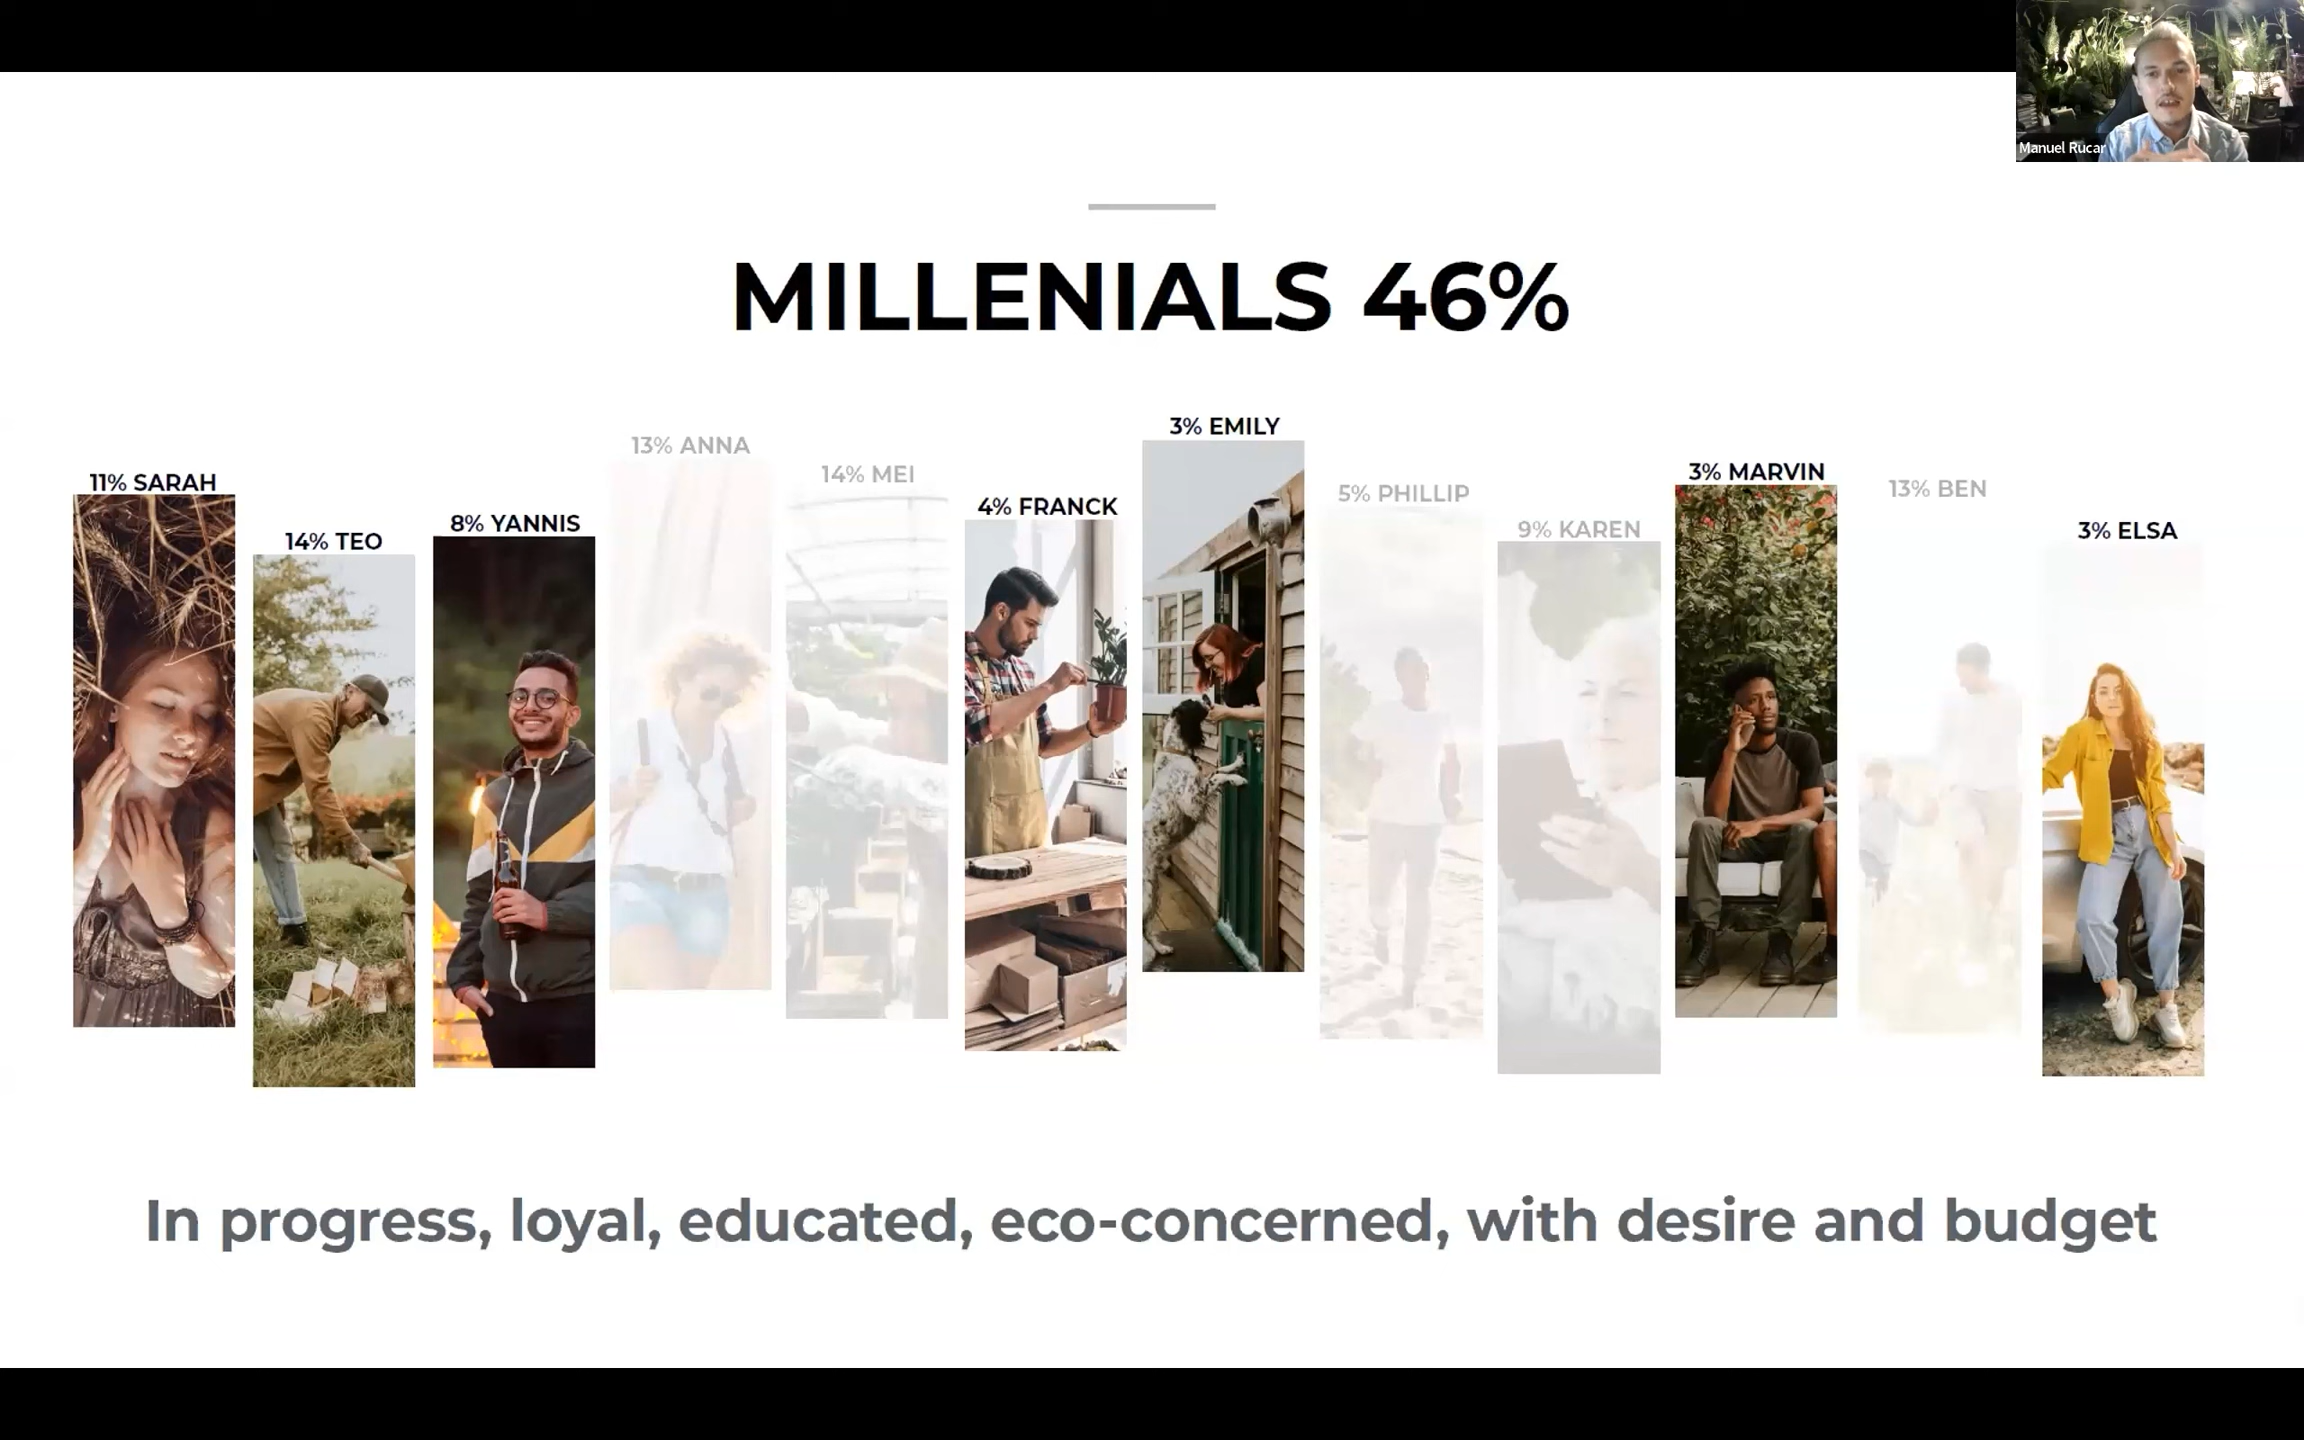 Manuel Rucar
MILLENIALS 46%
11% SARAH
14% TEO
8% YANNIS
13% ANNA
14% MEI
4% FRANCK
3% EMILY
5% PHILLIP
9% KAREN
3% MARVIN
13% BEN
3% ELSA
In progress, loyal, educated, eco-concerned, with desire and budget